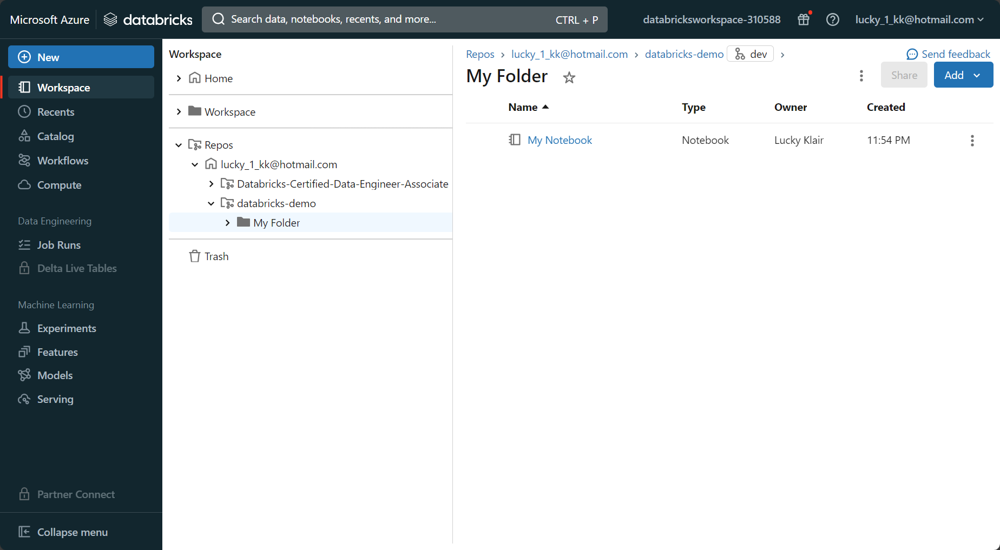 Microsoft Azure
databricks
Search data, notebooks, recents, and more...
CTRL + P
databricksworkspace-310588
lucky_1_kk@hotmail.com
New
Workspace
Recents
Catalog
Workflows
Compute
Data Engineering
Job Runs
Delta Live Tables
Machine Learning
Experiments
Features
Models
Serving
Partner Connect
Collapse menu
Workspace
Home
Workspace
Repos
lucky_1_kk@hotmail.com
Databricks-Certified-Data-Engineer-Associate
databricks-demo
My Folder
Trash
Repos > lucky_1_kk@hotmail.com > databricks-demo dev >
Send feedback
My Folder
Share
Add
Name Type Owner Created
My Notebook Notebook Lucky Klair 11:54 PM